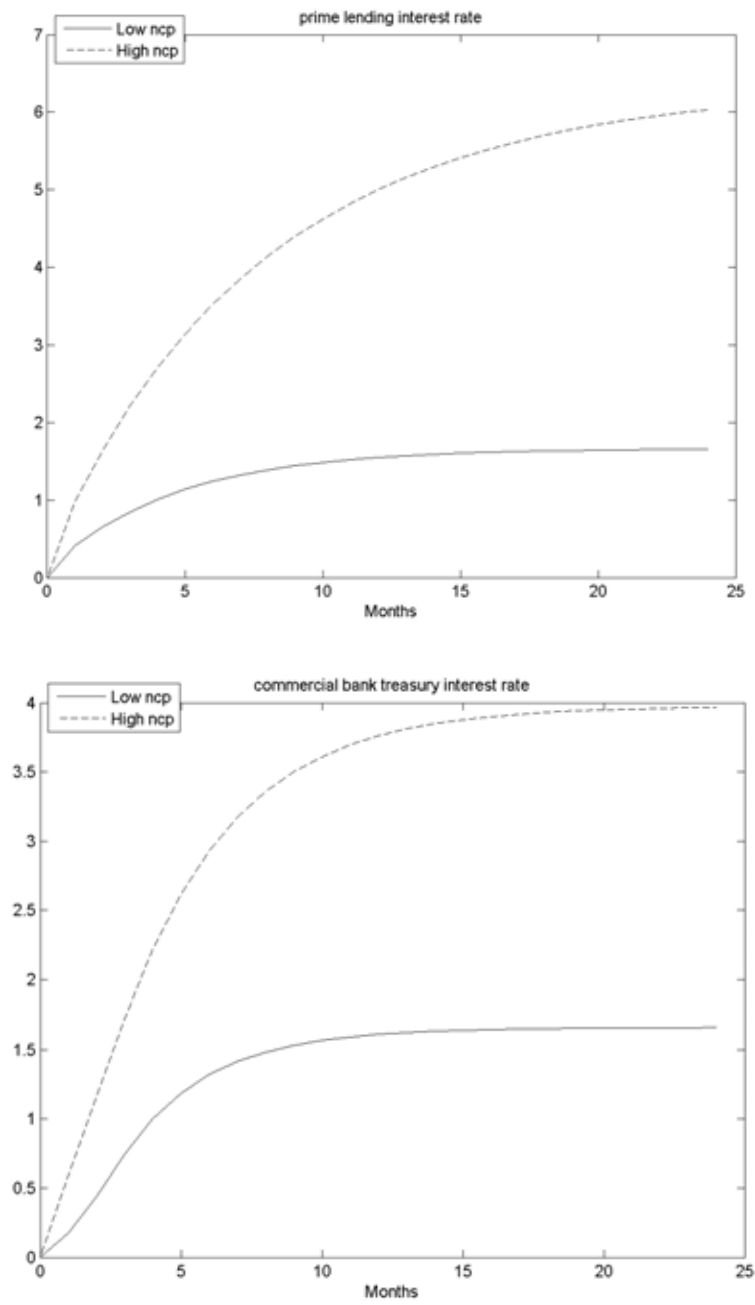 prime lending interest rate
Low ncp
High ncp
7
6
5
4
3
2
1
0
0 5 10 15 20 25
Months
commercial bank treasury interest rate
Low ncp
High ncp
4
3.5
3
2.5
2
1.5
1
0.5
0
0 5 10 15 20 25
Months